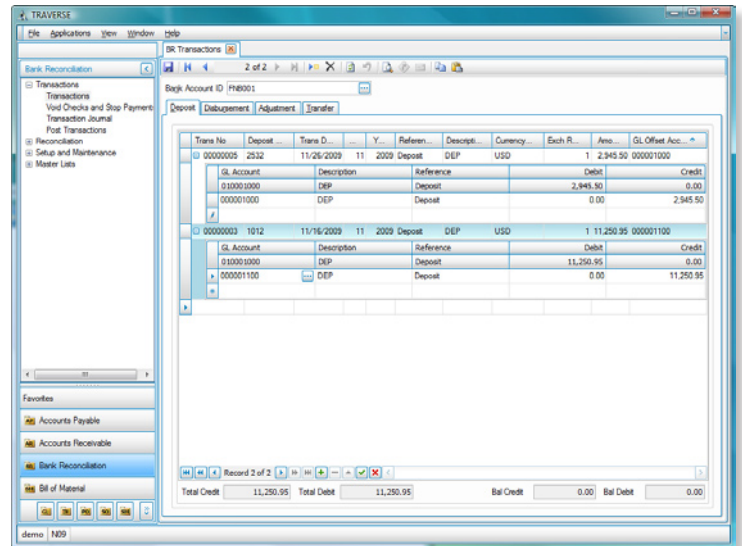 TRAVERSE
File Applications View Window Help
BR Transactions
Bank Reconciliation
2 of 2
Transactions
Transactions
Void Checks and Stop Payments
Transaction Journal
Post Transactions
Reconciliation
Setup and Maintenance
Master Lists
Bank Account ID FNB001
Deposit Disbursement Adjustment Transfer
Trans No Deposit ... Trans D... ... Y... Referen... Descripti... Currency... Exch R... Amo... GL Offset Acc...
00000005 2532 11/26/2009 11 2009 Deposit DEP USD 1 2,945.50 000001000
GL Account Description Reference Debit Credit
010001000 DEP Deposit 2,945.50 0.00
000001000 DEP Deposit 0.00 2,945.50
00000003 1012 11/16/2009 11 2009 Deposit DEP USD 1 11,250.95 000001100
GL Account Description Reference Debit Credit
010001000 DEP Deposit 11,250.95 0.00
000001100 ... DEP Deposit 0.00 11,250.95
Favorites
Accounts Payable
Accounts Receivable
Bank Reconciliation
Bill of Material
Record 2 of 2
Total Credit 11,250.95 Total Debit 11,250.95 Bal Credit 0.00 Bal Debit 0.00
demo N09